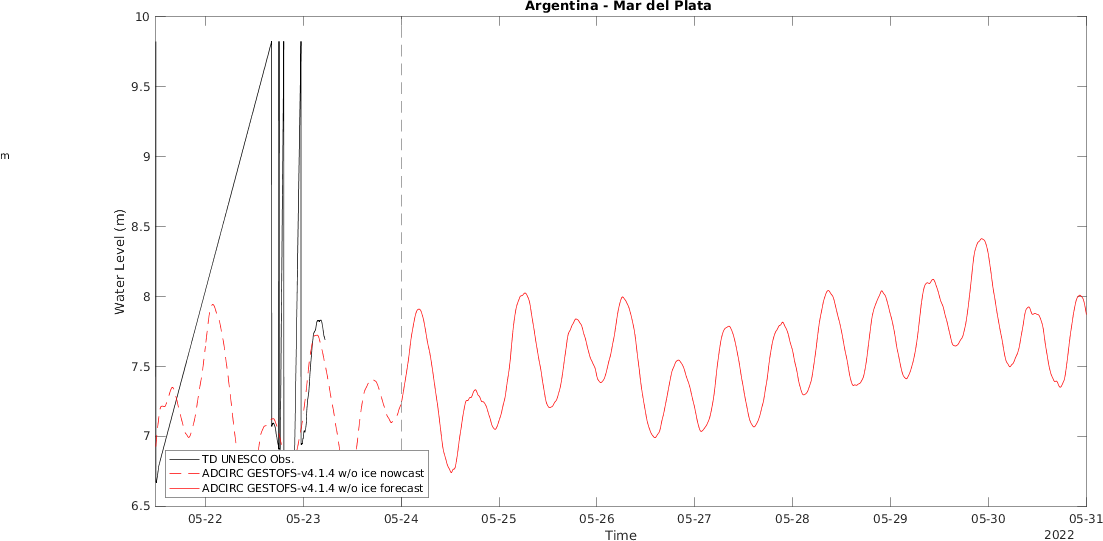 Argentina - Mar del Plata
10
9.5
9
m
8.5
Water Level (m)
8
7.5
7
6.5
TD UNESCO Obs.
ADCIRC GESTOFS-v4.1.4 w/o ice nowcast
ADCIRC GESTOFS-v4.1.4 w/o ice forecast
05-22 05-23 05-24 05-25 05-26 05-27 05-28 05-29 05-30 05-31
Time
2022